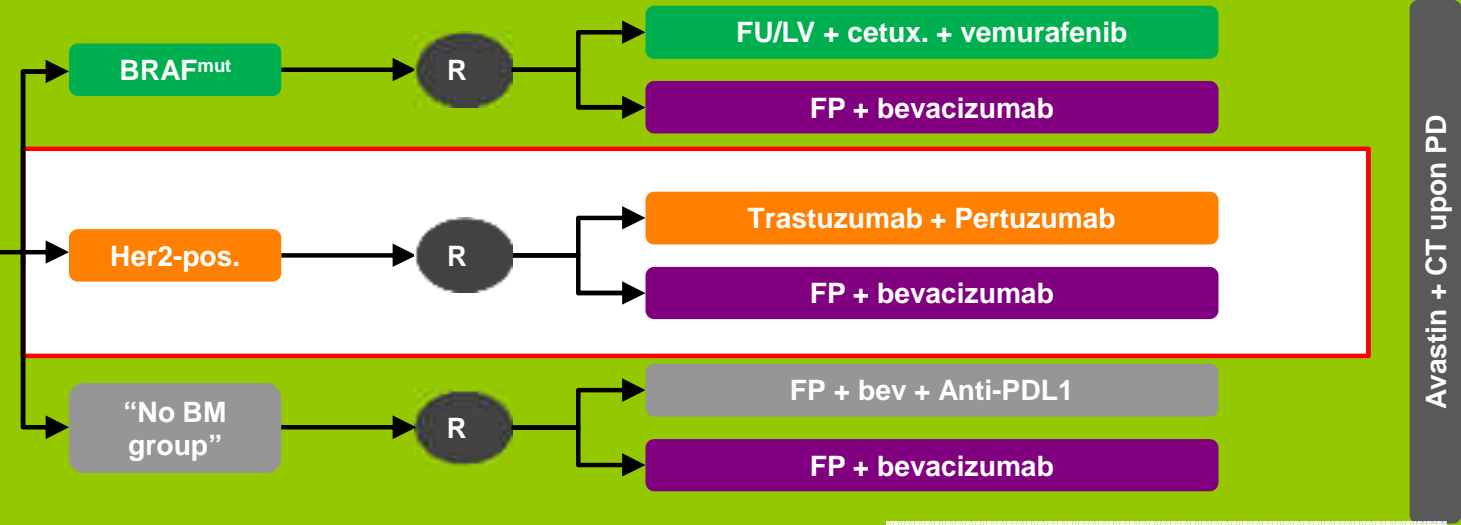 BRAFmut
R
FU/LV + cetux. + vemurafenib
FP + bevacizumab
Her2-pos.
R
Trastuzumab + Pertuzumab
FP + bevacizumab
“No BM
group”
R
FP + bev + Anti-PDL1
FP + bevacizumab
Avastin + CT upon PD